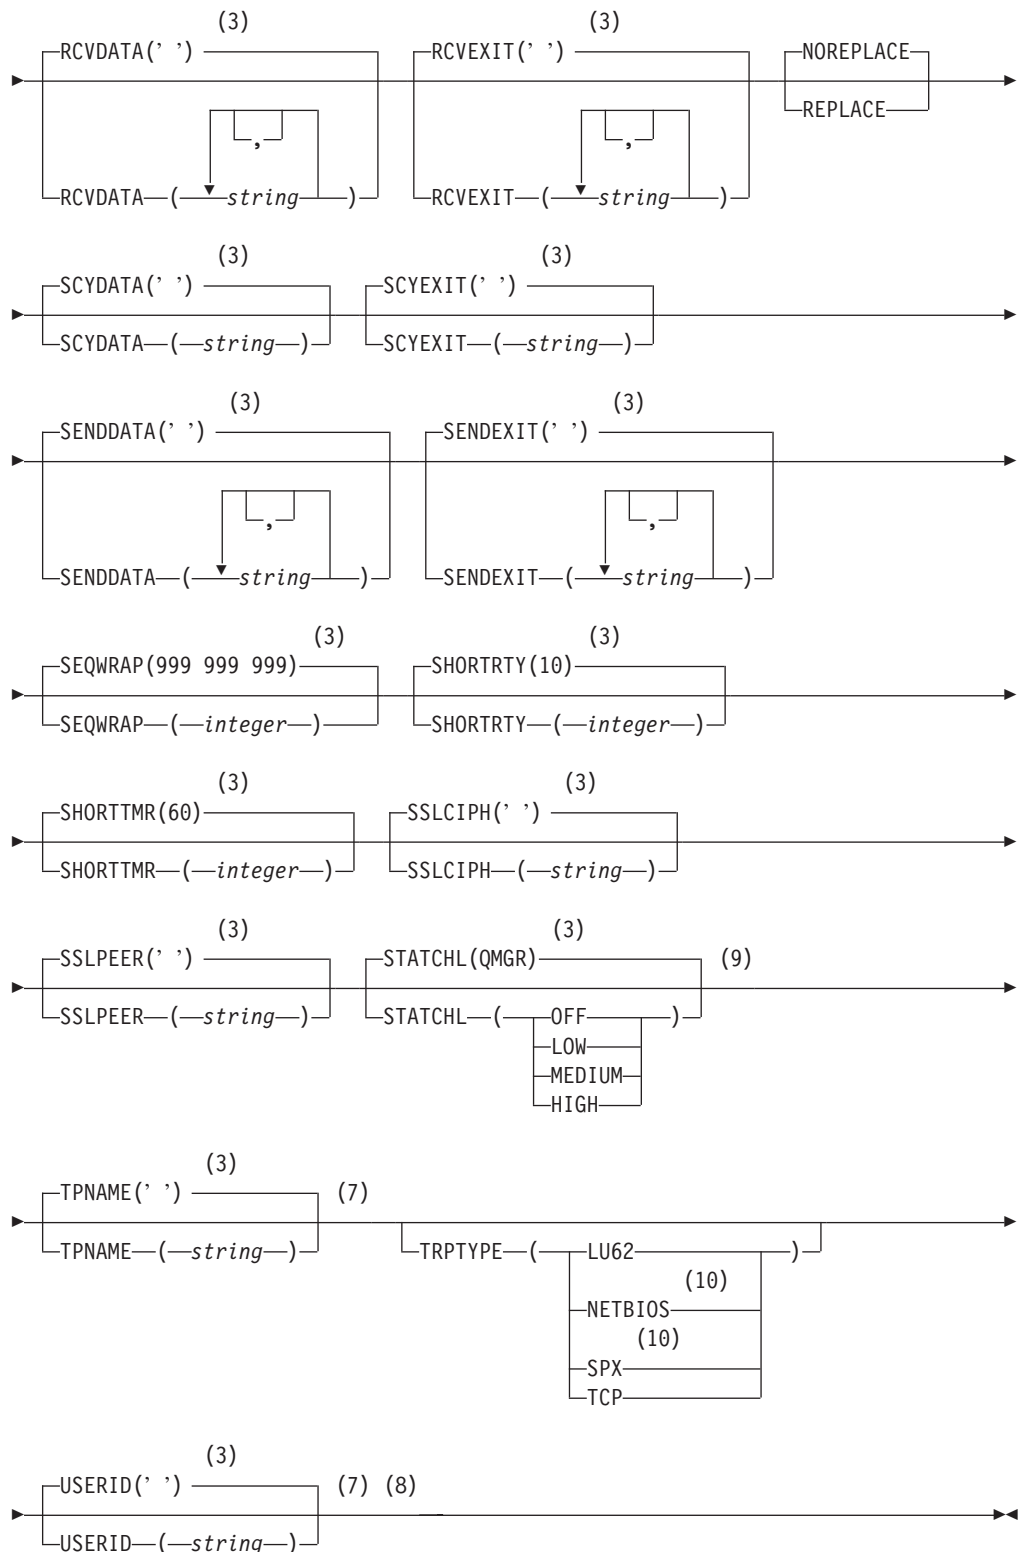 (3) (3)
RCVDATA(’ ’) RCVEXIT(’ ’) NOREPLACE
REPLACE
, ,
RCVDATA ( string ) RCVEXIT ( string )
(3) (3)
SCYDATA(’ ’) SCYEXIT(’ ’)
SCYDATA ( string ) SCYEXIT ( string )
(3) (3)
SENDDATA(’ ’) SENDEXIT(’ ’)
, ,
SENDDATA ( string ) SENDEXIT ( string )
(3) (3)
SEQWRAP(999 999 999) SHORTRTY(10)
SEQWRAP ( integer ) SHORTRTY ( integer )
(3) (3)
SHORTTMR(60) SSLCIPH(’ ’)
SHORTTMR ( integer ) SSLCIPH ( string )
(3) (3)
SSLPEER(’ ’) STATCHL(QMGR) (9)
SSLPEER ( string ) STATCHL ( OFF )
LOW
MEDIUM
HIGH
(3)
TPNAME(’ ’) (7)
TPNAME ( string ) TRPTYPE ( LU62 )
(10)
NETBIOS
(10)
SPX
TCP
(3)
USERID(’ ’) (7) (8)
USERID ( string )